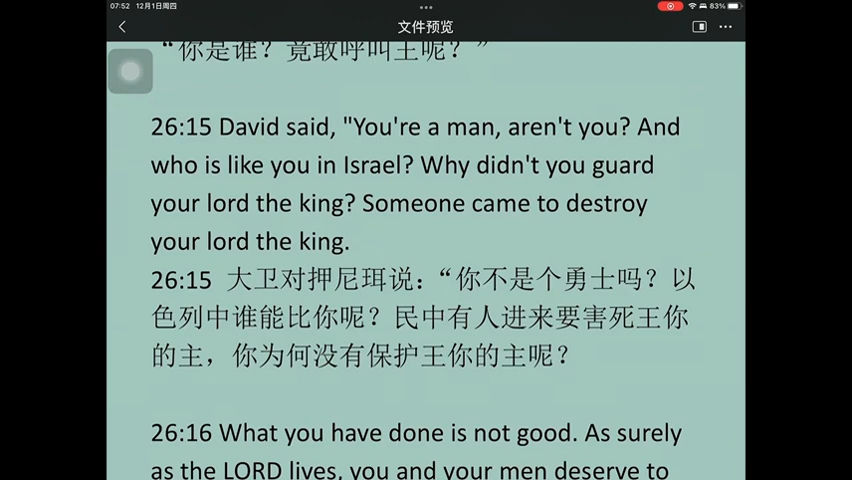 07:52 12月1日周四
83%
文件预览
“你是谁？竟敢呼叫王呢？”
26:15 David said, "You're a man, aren't you? And
who is like you in Israel? Why didn't you guard
your lord the king? Someone came to destroy
your lord the king.
26:15 大卫对押尼珥说：“你不是个勇士吗？以
色列中谁能比你呢？民中有人进来要害死王你
的主，你为何没有保护王你的主呢？
26:16 What you have done is not good. As surely
as the LORD lives, you and your men deserve to